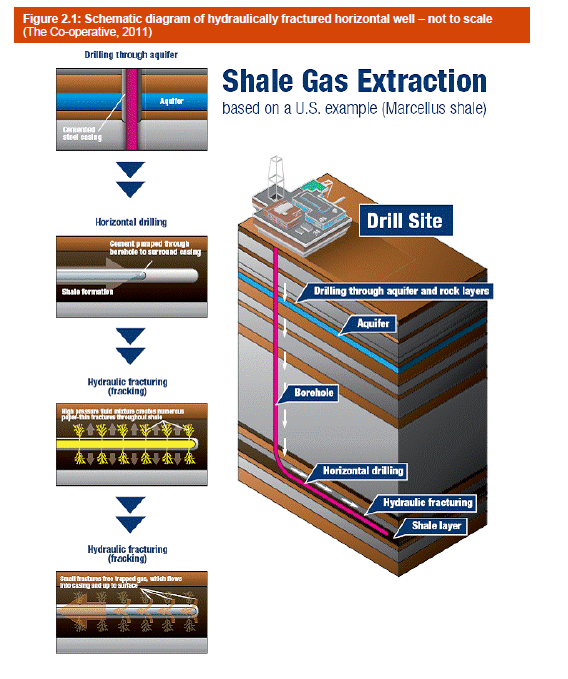 Figure 2.1: Schematic diagram of hydraulically fractured horizontal well – not to scale
(The Co-operative, 2011)
Drilling through aquifer
Aquifer
Cemented
steel casing
Horizontal drilling
Cement pumped through
borehole to surround casing
Shale formation
Hydraulic fracturing
(fracking)
High pressure fluid mixture creates numerous
paper-thin fractures throughout shale
Hydraulic fracturing
(fracking)
Small fractures free trapped gas, which flows
into casing and up to surface
Shale Gas Extraction
based on a U.S. example (Marcellus shale)
Drill Site
Drilling through aquifer and rock layers
Aquifer
Borehole
Horizontal drilling
Hydraulic fracturing
Shale layer